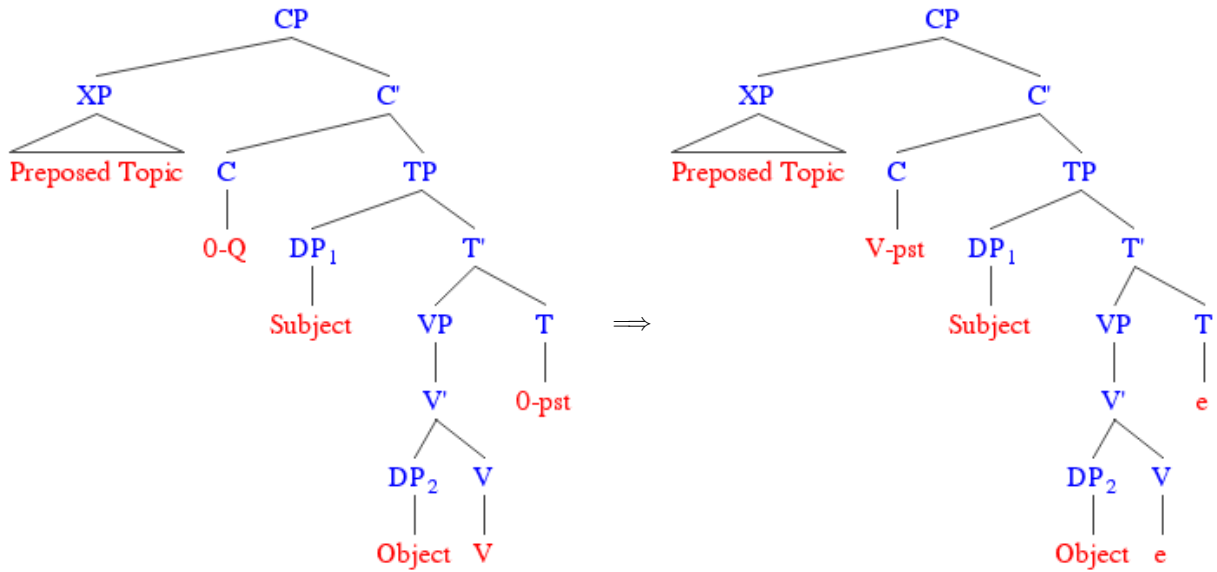 CP CP
XP C' XP C'
Preposed Topic C TP Preposed Topic C TP
0-Q DP1 T' V-pst DP1 T'
Subject VP T ⟹ Subject VP T
V' 0-pst V' e
DP2 V DP2 V
Object V Object e